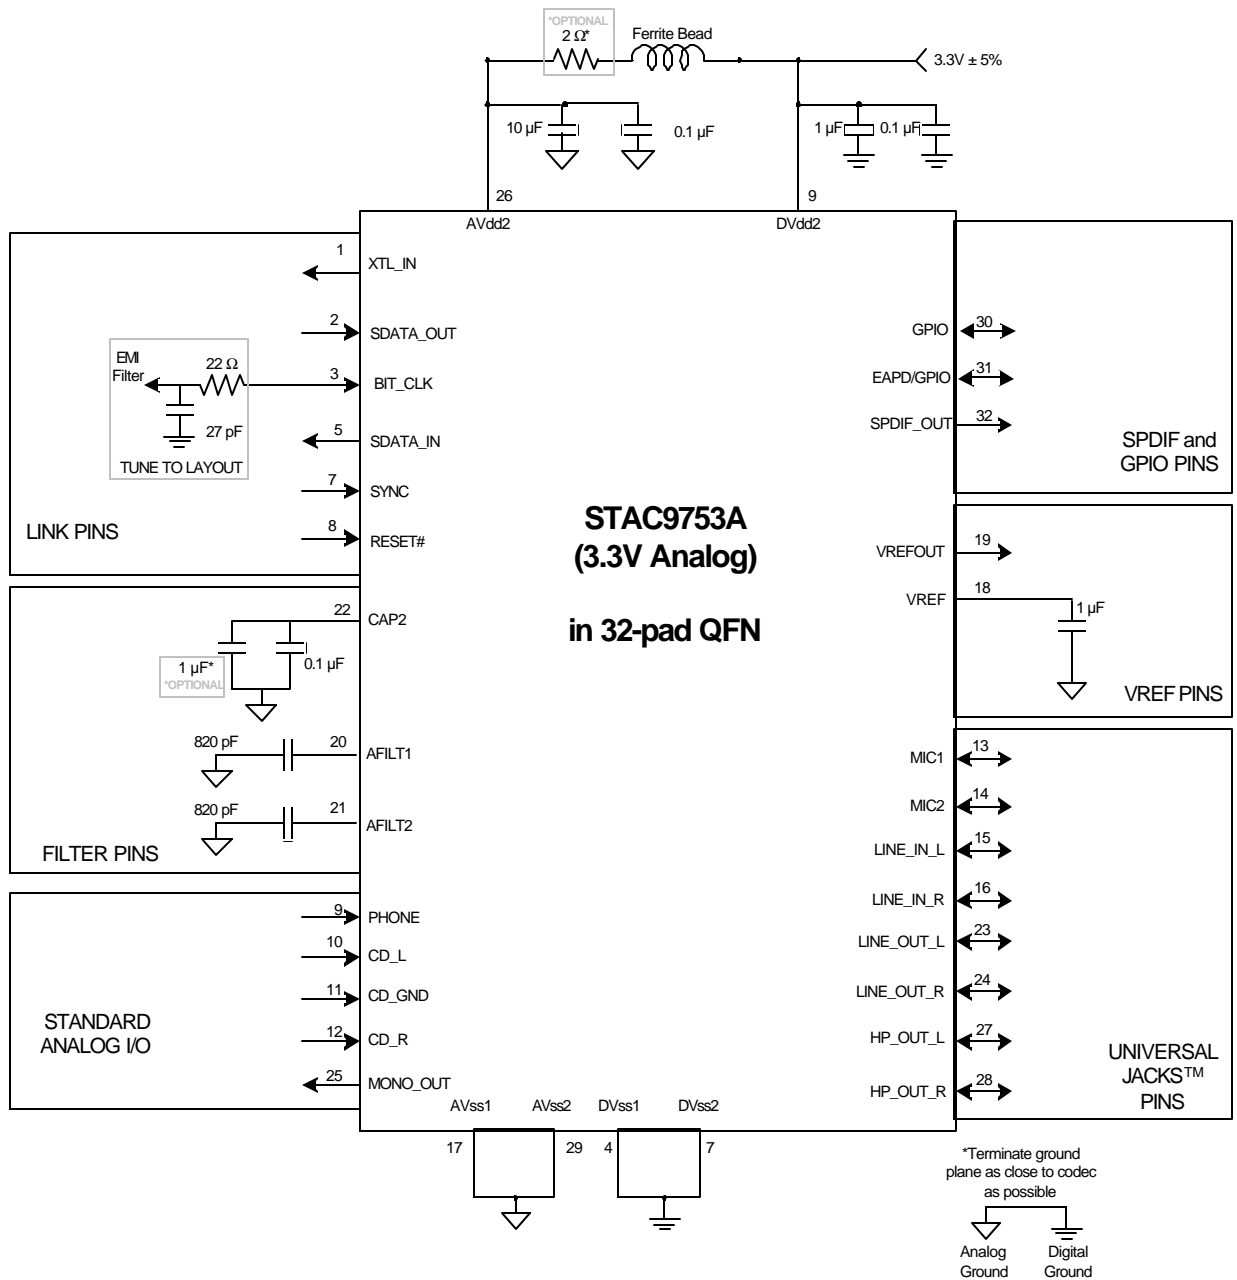 *OPTIONAL
2 Ω*
Ferrite Bead
3.3V ± 5%
10 µF
0.1 µF
1 µF
0.1 µF
26
9
AVdd2
DVdd2
1
XTL_IN
2
SDATA_OUT
EMI
Filter
22 Ω
3
BIT_CLK
27 pF
TUNE TO LAYOUT
5
SDATA_IN
7
SYNC
8
RESET#
LINK PINS
GPIO
30
EAPD/GPIO
31
SPDIF_OUT
32
SPDIF and
GPIO PINS
STAC9753A
(3.3V Analog)
in 32-pad QFN
VREFOUT
19
VREF
18
1 µF
VREF PINS
22
CAP2
1 µF*
*OPTIONAL
0.1 µF
820 pF
20
AFILT1
820 pF
21
AFILT2
FILTER PINS
MIC1
13
MIC2
14
LINE_IN_L
15
LINE_IN_R
16
LINE_OUT_L
23
LINE_OUT_R
24
HP_OUT_L
27
HP_OUT_R
28
UNIVERSAL
JACKS™
PINS
9
PHONE
10
CD_L
11
CD_GND
12
CD_R
25
MONO_OUT
STANDARD
ANALOG I/O
AVss1
AVss2
DVss1
DVss2
17
29
4
7
*Terminate ground
plane as close to codec
as possible
Analog
Ground
Digital
Ground